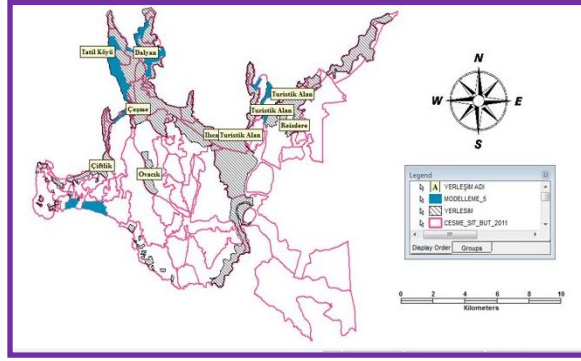 Tatil Köyü
Dalyan
N
W
E
S
Turistik Alan
Çeşme
Turistik Alan
Ilıca
Turistik Alan
Reisdere
Çiftlik
Ovacık
Legend
A YERLEŞİM ADI
MODELLEME_5
YERLESIM
CESME_SIT_BUT_2011
Display Order
Groups
0 2 4 6 8 10
Kilometers